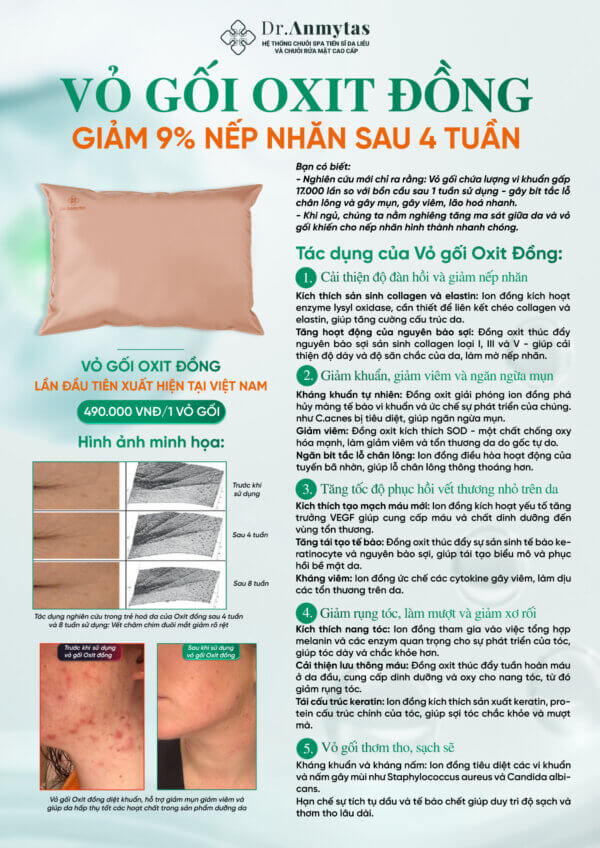 Dr.Anmytas
HỆ THỐNG CHUỖI SPA TIẾN SĨ DA LIỄU
VÀ CHUỖI RỬA MẶT CAO CẤP
VỎ GỐI OXIT ĐỒNG
GIẢM 9% NẾP NHĂN SAU 4 TUẦN
Dr.Anmytas
VỎ GỐI OXIT ĐỒNG
LẦN ĐẦU TIÊN XUẤT HIỆN TẠI VIỆT NAM
490.000 VNĐ/1 VỎ GỐI
Hình ảnh minh họa:
Trước khi
sử dụng
Sau 4 tuần
Sau 8 tuần
Tác dụng nghiên cứu trong trẻ hoá da của Oxit đồng sau 4 tuần
và 8 tuần sử dụng: Vết chân chim đuôi mắt giảm rõ rệt
Trước khi sử dụng
vỏ gối Oxit đồng
Sau khi sử dụng
vỏ gối Oxit đồng
Vỏ gối Oxit đồng diệt khuẩn, hỗ trợ giảm mụn giảm viêm và
giúp da hấp thụ tốt các hoạt chất trong sản phẩm dưỡng da
Bạn có biết:
- Nghiên cứu mới chỉ ra rằng: Vỏ gối chứa lượng vi khuẩn gấp
17.000 lần so với bồn cầu sau 1 tuần sử dụng - gây bít tắc lỗ
chân lông và gây mụn, gây viêm, lão hoá nhanh.
- Khi ngủ, chúng ta nằm nghiêng tăng ma sát giữa da và vỏ
gối khiến cho nếp nhăn hình thành nhanh chóng.
Tác dụng của Vỏ gối Oxit Đồng:
1. Cải thiện độ đàn hồi và giảm nếp nhăn
Kích thích sản sinh collagen và elastin: Ion đồng kích hoạt
enzyme lysyl oxidase, cần thiết để liên kết chéo collagen và
elastin, giúp tăng cường cấu trúc da.
Tăng hoạt động của nguyên bào sợi: Đồng oxit thúc đẩy
nguyên bào sợi sản sinh collagen loại I, III và V - giúp cải
thiện độ dày và độ săn chắc của da, làm mờ nếp nhăn.
2. Giảm khuẩn, giảm viêm và ngăn ngừa mụn
Kháng khuẩn tự nhiên: Đồng oxit giải phóng ion đồng phá
hủy màng tế bào vi khuẩn và ức chế sự phát triển của chúng.
như C.acnes bị tiêu diệt, giúp ngăn ngừa mụn.
Giảm viêm: Đồng oxit kích thích SOD - một chất chống oxy
hóa mạnh, làm giảm viêm và tổn thương da do gốc tự do.
Ngăn bít tắc lỗ chân lông: Ion đồng điều hòa hoạt động của
tuyến bã nhờn, giúp lỗ chân lông thông thoáng hơn.
3. Tăng tốc độ phục hồi vết thương nhỏ trên da
Kích thích tạo mạch máu mới: Ion đồng kích hoạt yếu tố tăng
trưởng VEGF giúp cung cấp máu và chất dinh dưỡng đến
vùng tổn thương.
Tăng tái tạo tế bào: Đồng oxit thúc đẩy sự sản sinh tế bào ke-
ratinocyte và nguyên bào sợi, giúp tái tạo biểu mô và phục
hồi bề mặt da.
Kháng viêm: Ion đồng ức chế các cytokine gây viêm, làm dịu
các tổn thương trên da.
4. Giảm rụng tóc, làm mượt và giảm xơ rối
Kích thích nang tóc: Ion đồng tham gia vào việc tổng hợp
melanin và các enzym quan trọng cho sự phát triển của tóc,
giúp tóc dày và chắc khỏe hơn.
Cải thiện lưu thông máu: Đồng oxit thúc đẩy tuần hoàn máu
ở da đầu, cung cấp dinh dưỡng và oxy cho nang tóc, từ đó
giảm rụng tóc.
Tái cấu trúc keratin: Ion đồng kích thích sản xuất keratin, pro-
tein cấu trúc chính của tóc, giúp sợi tóc chắc khỏe và mượt
mà.
5. Vỏ gối thơm tho, sạch sẽ
Kháng khuẩn và kháng nấm: Ion đồng tiêu diệt các vi khuẩn
và nấm gây mùi như Staphylococcus aureus và Candida albi-
cans.
Hạn chế sự tích tụ dầu và tế bào chết giúp duy trì độ sạch và
thơm tho lâu dài.